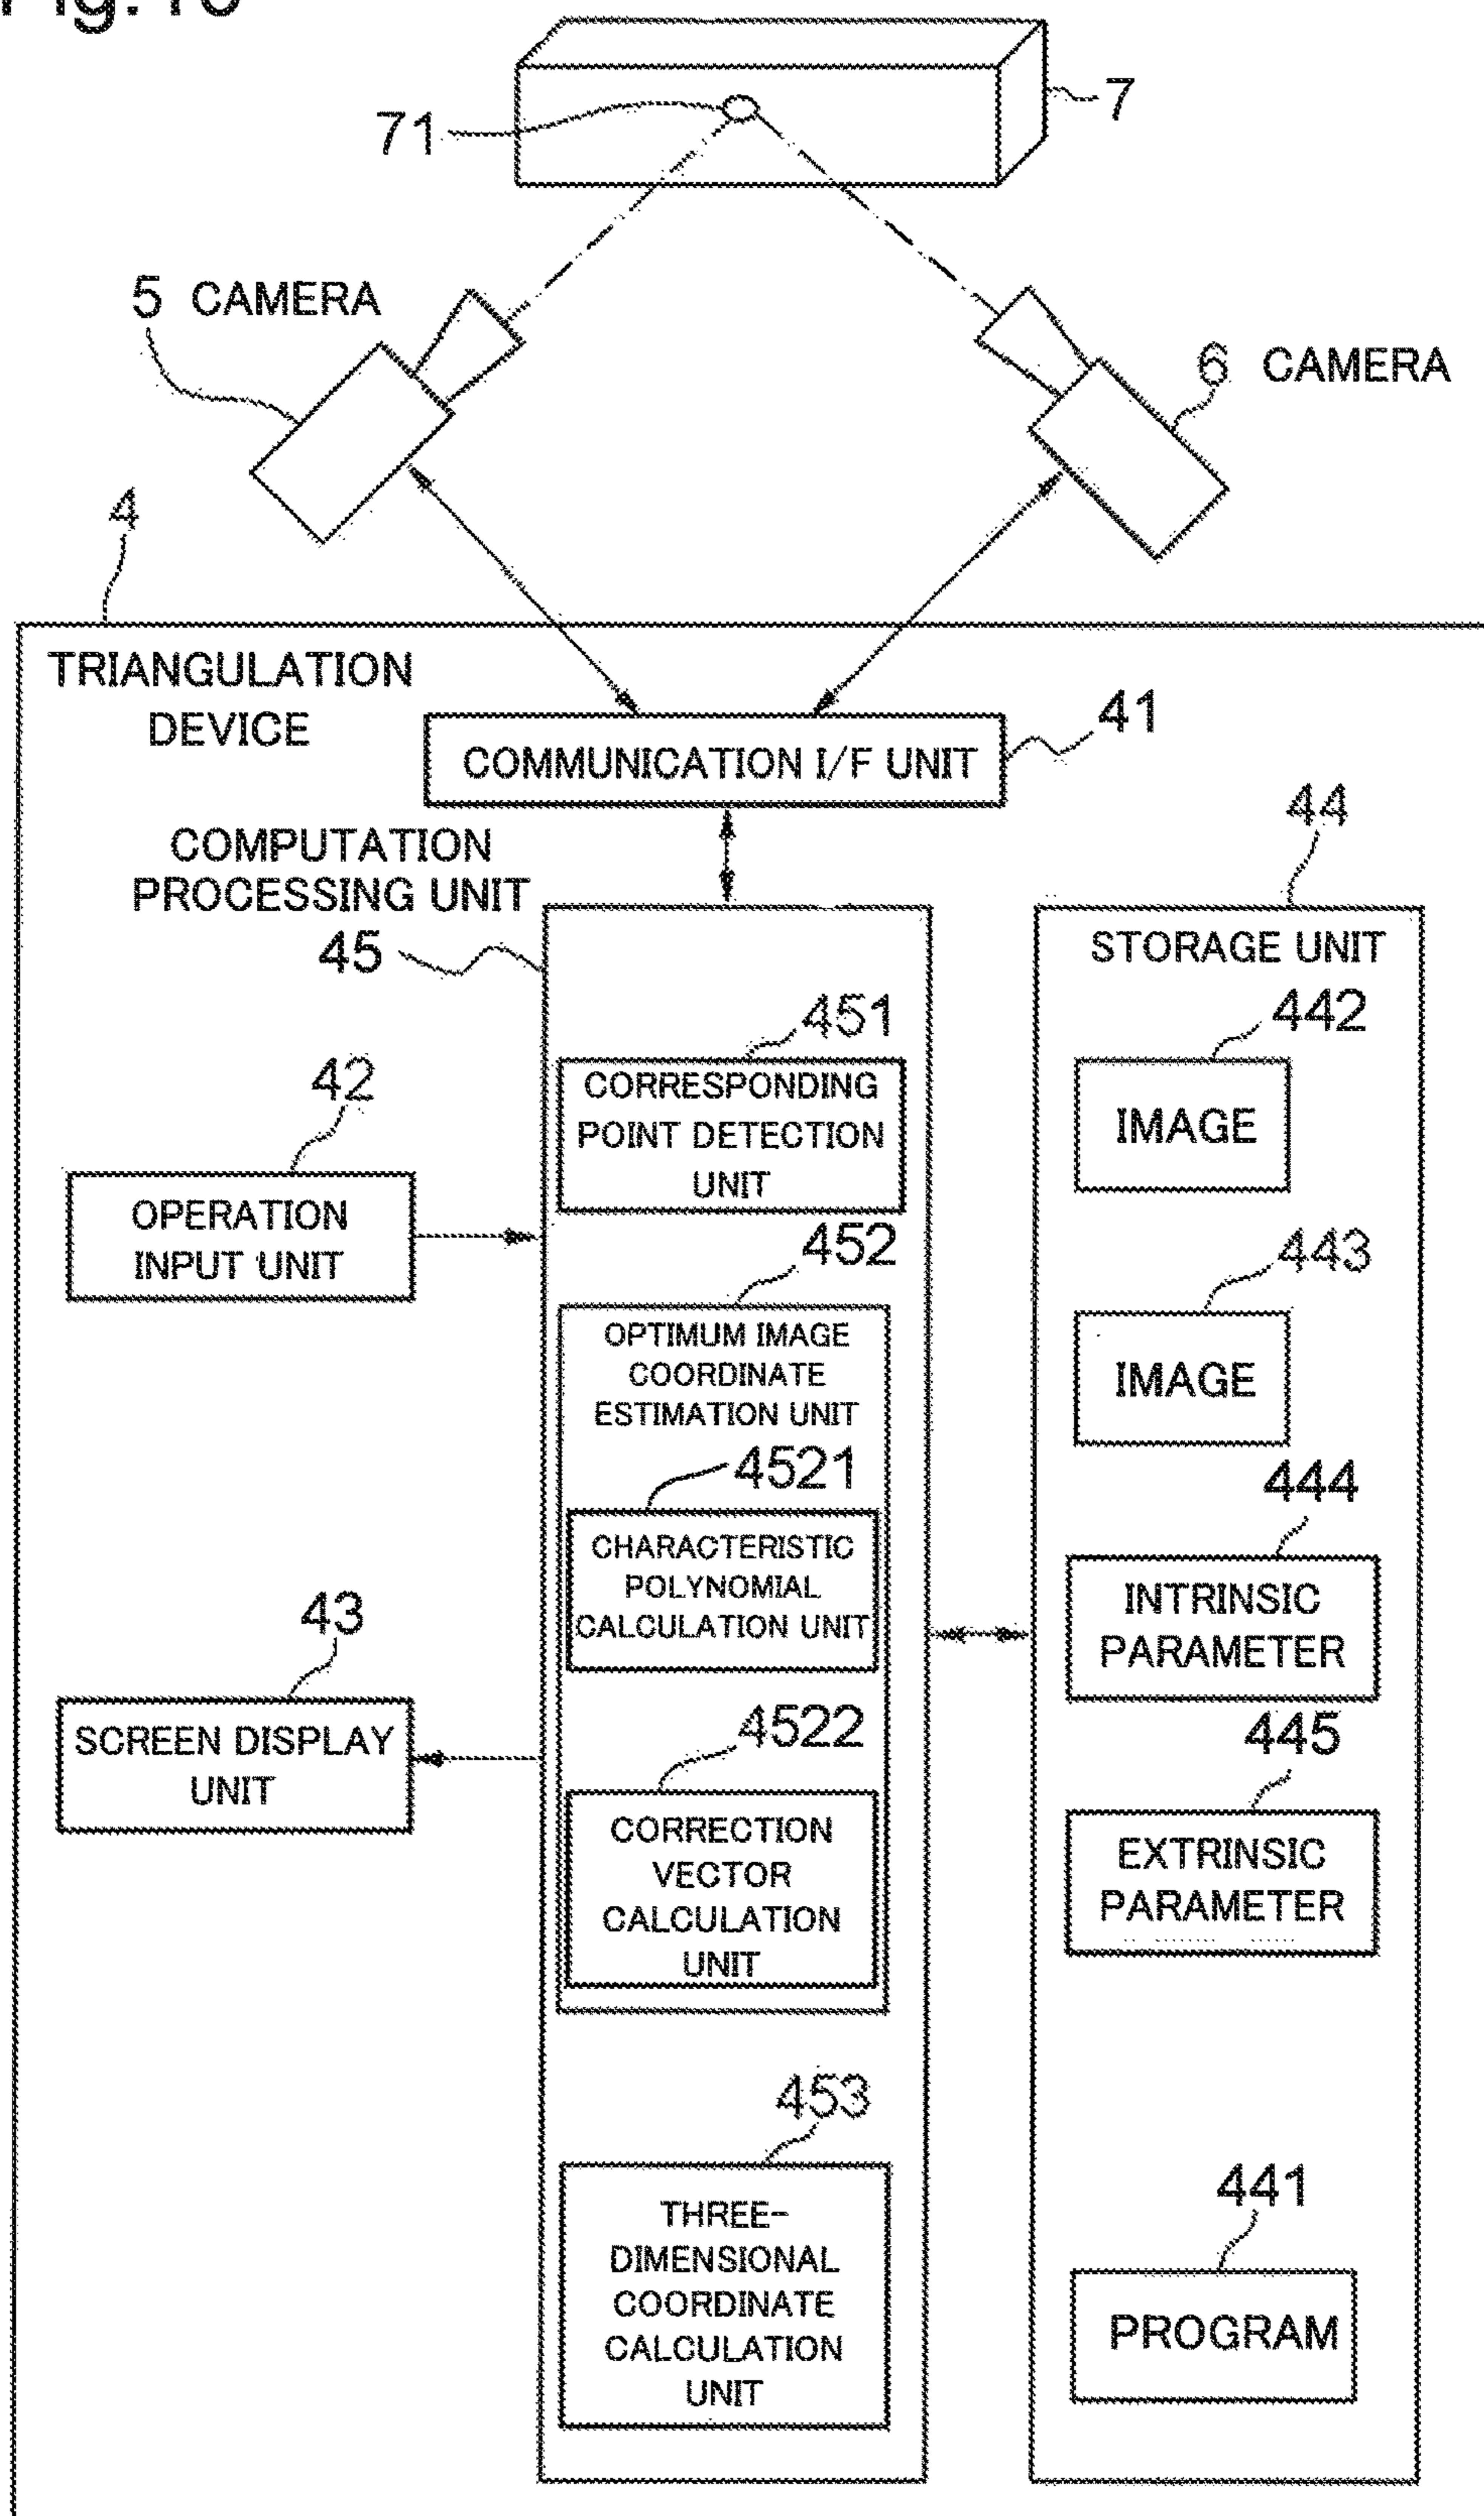 71
7
5 CAMERA
6 CAMERA
4
TRIANGULATION
DEVICE
41
COMMUNICATION I/F UNIT
44
COMPUTATION
PROCESSING UNIT
45
STORAGE UNIT
451
442
CORRESPONDING
POINT DETECTION
UNIT
IMAGE
42
OPERATION
INPUT UNIT
452
443
OPTIMUM IMAGE
COORDINATE
ESTIMATION UNIT
IMAGE
4521
444
CHARACTERISTIC
POLYNOMIAL
CALCULATION UNIT
INTRINSIC
PARAMETER
43
SCREEN DISPLAY
UNIT
4522
445
CORRECTION
VECTOR
CALCULATION
UNIT
EXTRINSIC
PARAMETER
453
441
THREE-
DIMENSIONAL
COORDINATE
CALCULATION
UNIT
PROGRAM